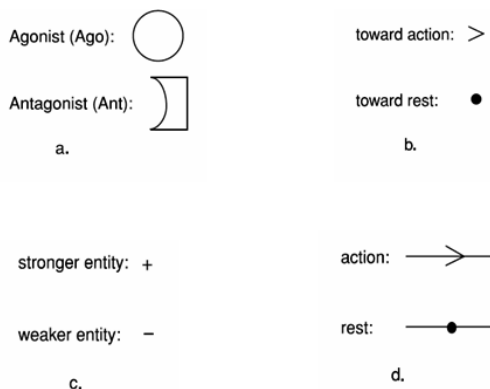 Agonist (Ago):
Antagonist (Ant):
a.
toward action: >
toward rest: ●
b.
stronger entity: +
weaker entity: −
c.
action:
rest:
d.